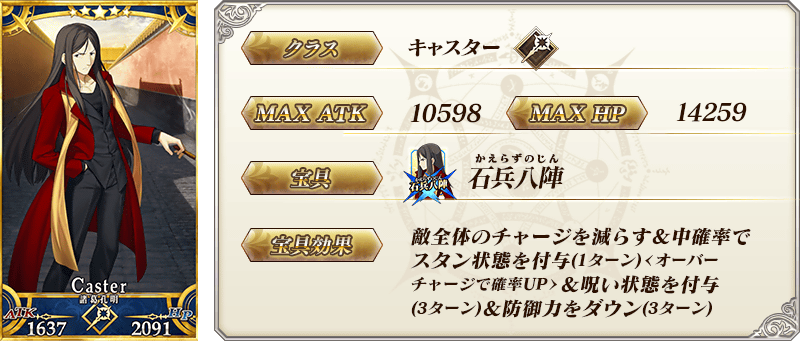 Caster
諸葛孔明
ATK
HP
1637
2091
クラス
キャスター
MAX ATK
10598
MAX HP
14259
宝具
石兵八陣
かえらずのじん
石兵八陣
宝具効果
敵全体のチャージを減らす&中確率で
スタン状態を付与(1ターン)<オーバー
チャージで確率UP>&呪い状態を付与
(3ターン)&防御力をダウン(3ターン)